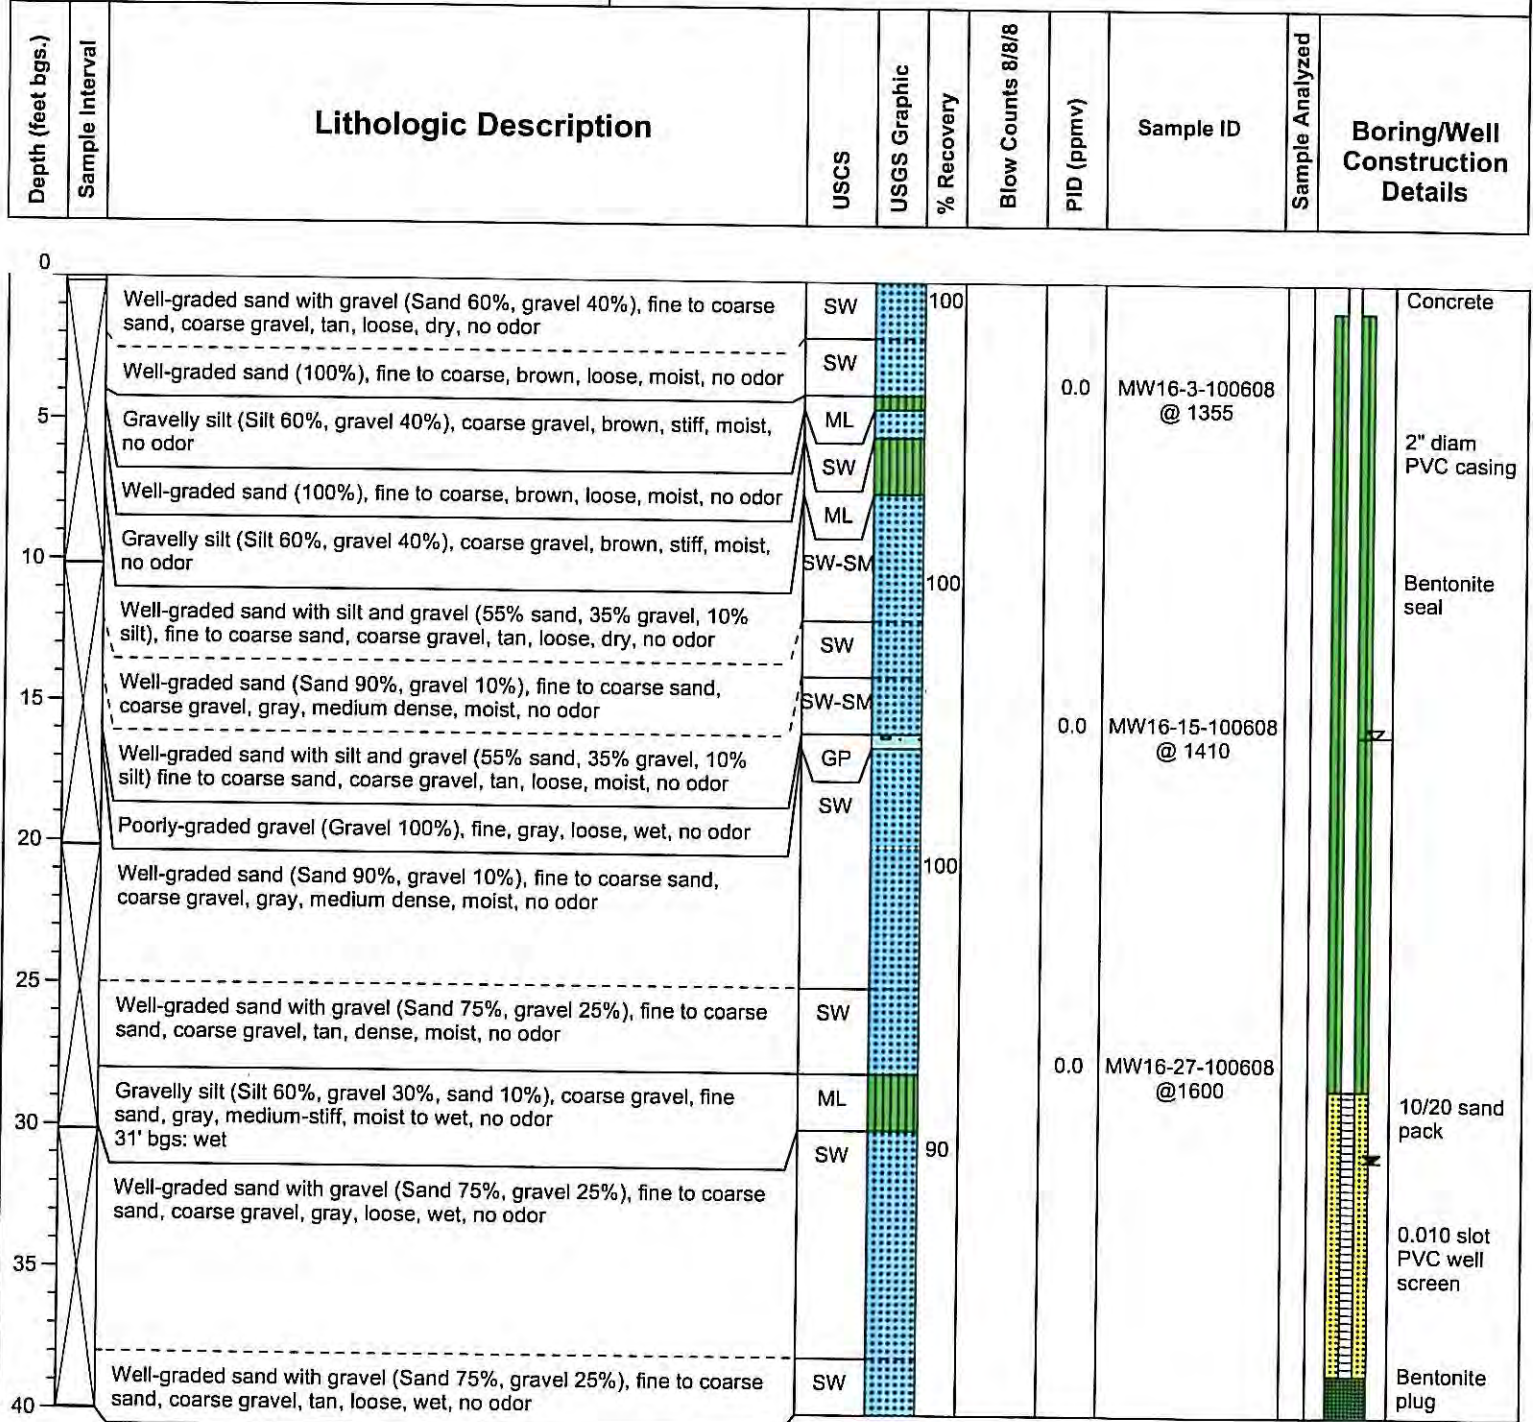 Depth (feet bgs.)
Sample Interval
Lithologic Description
USCS
USGS Graphic
% Recovery
Blow Counts 8/8/8
PID (ppmv)
Sample ID
Sample Analyzed
Boring/Well
Construction
Details
0
Well-graded sand with gravel (Sand 60%, gravel 40%), fine to coarse
sand, coarse gravel, tan, loose, dry, no odor
SW
100
Concrete
Well-graded sand (100%), fine to coarse, brown, loose, moist, no odor
SW
0.0
MW16-3-100608
@ 1355
5
Gravelly silt (Silt 60%, gravel 40%), coarse gravel, brown, stiff, moist,
no odor
ML
2" diam
PVC casing
Well-graded sand (100%), fine to coarse, brown, loose, moist, no odor
SW
Gravelly silt (Silt 60%, gravel 40%), coarse gravel, brown, stiff, moist,
no odor
ML
10
SW-SM
100
Bentonite
seal
Well-graded sand with silt and gravel (55% sand, 35% gravel, 10%
silt), fine to coarse sand, coarse gravel, tan, loose, dry, no odor
SW
Well-graded sand (Sand 90%, gravel 10%), fine to coarse sand,
coarse gravel, gray, medium dense, moist, no odor
15
SW-SM
0.0
MW16-15-100608
@ 1410
Well-graded sand with silt and gravel (55% sand, 35% gravel, 10%
silt) fine to coarse sand, coarse gravel, tan, loose, moist, no odor
GP
SW
Poorly-graded gravel (Gravel 100%), fine, gray, loose, wet, no odor
20
Well-graded sand (Sand 90%, gravel 10%), fine to coarse sand,
coarse gravel, gray, medium dense, moist, no odor
100
25
Well-graded sand with gravel (Sand 75%, gravel 25%), fine to coarse
sand, coarse gravel, tan, dense, moist, no odor
SW
0.0
MW16-27-100608
@1600
Gravelly silt (Silt 60%, gravel 30%, sand 10%), coarse gravel, fine
sand, gray, medium-stiff, moist to wet, no odor
31' bgs: wet
ML
10/20 sand
pack
30
SW
90
Well-graded sand with gravel (Sand 75%, gravel 25%), fine to coarse
sand, coarse gravel, gray, loose, wet, no odor
0.010 slot
PVC well
screen
35
Well-graded sand with gravel (Sand 75%, gravel 25%), fine to coarse
sand, coarse gravel, tan, loose, wet, no odor
SW
Bentonite
plug
40